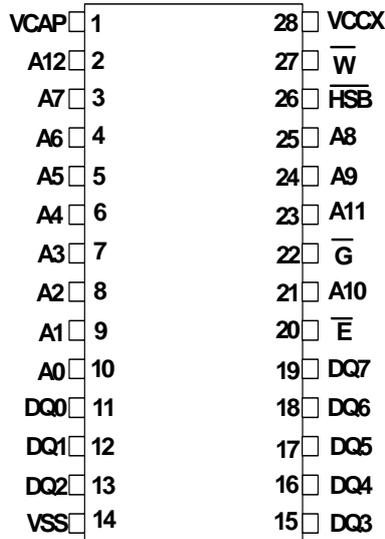 VCAP 1 28 VCCX
A12 2 27 W̅
A7 3 26 H̅S̅B̅
A6 4 25 A8
A5 5 24 A9
A4 6 23 A11
A3 7 22 G̅
A2 8 21 A10
A1 9 20 E̅
A0 10 19 DQ7
DQ0 11 18 DQ6
DQ1 12 17 DQ5
DQ2 13 16 DQ4
VSS 14 15 DQ3